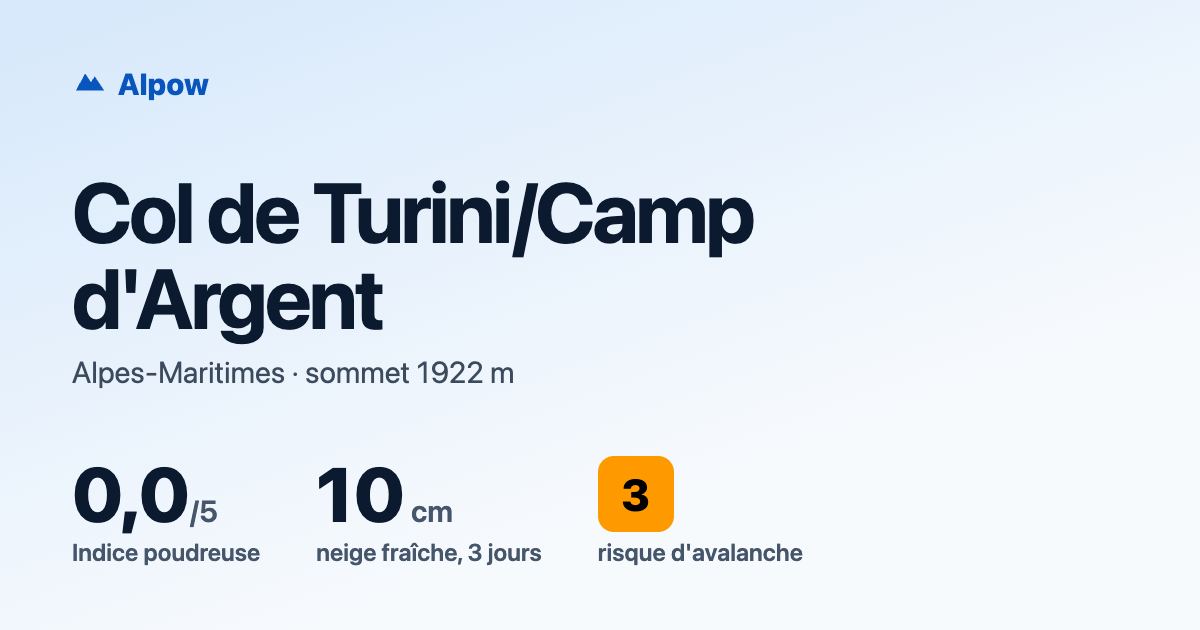 Alpow
Col de Turini/Camp
d'Argent
Alpes-Maritimes · sommet 1922 m
0,0/5
10 cm
3
Indice poudreuse
neige fraîche, 3 jours
risque d'avalanche